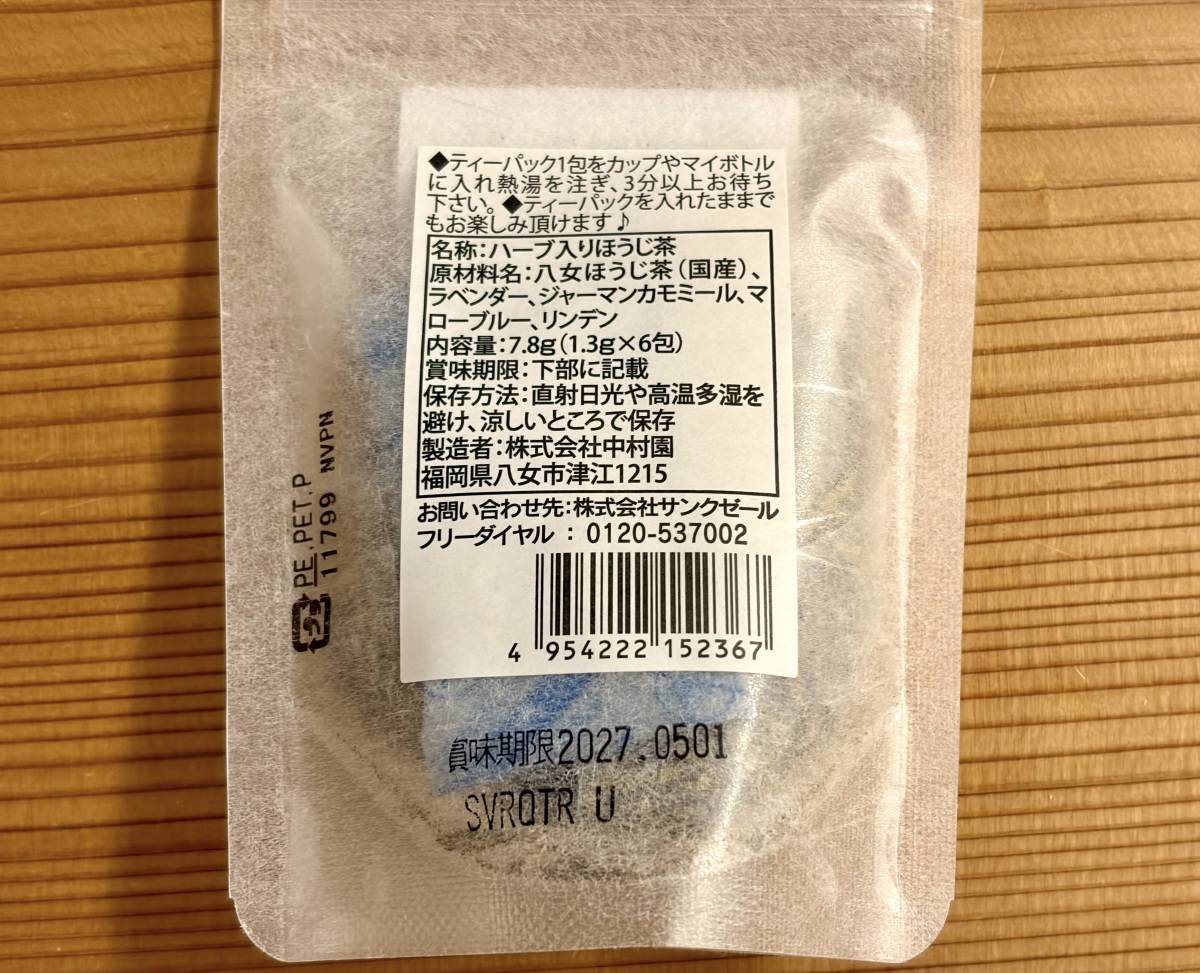 ◆ティーパック1包をカップやマイボトル
に入れ熱湯を注ぎ、3分以上お待ち
下さい。◆ティーパックを入れたままで
もお楽しみ頂けます♪
名称:ハーブ入りほうじ茶
原材料名:八女ほうじ茶(国産)、
ラベンダー、ジャーマンカモミール、マ
ローブルー、リンデン
内容量:7.8g(1.3g×6包)
賞味期限:下部に記載
保存方法:直射日光や高温多湿を
避け、涼しいところで保存
製造者:株式会社中村園
福岡県八女市津江1215
お問い合わせ先:株式会社サンクゼール
フリーダイヤル : 0120-537002
4 954222 152367
賞味期限2027.0501
SVRQTR U
プラ
PE,PET,P
11799 NVPN